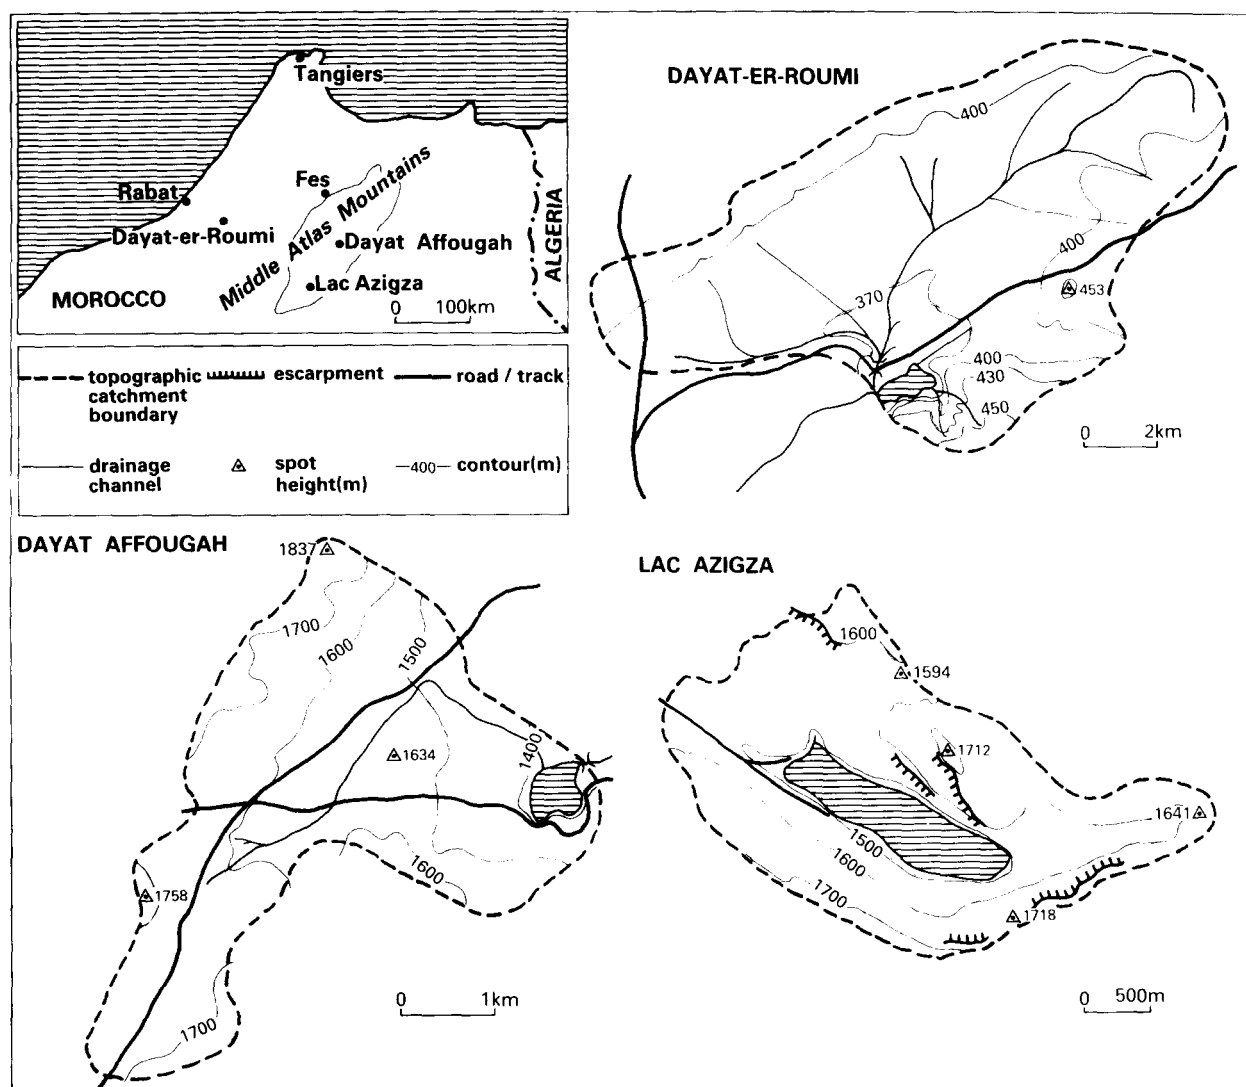 Tangiers
Fes
Rabat
Middle Atlas Mountains
Dayat-er-Roumi
Dayat Affougah
ALGERIA
Lac Azigza
MOROCCO
0 100km
topographic catchment boundary
escarpment
road / track
drainage channel
spot height(m)
—400— contour(m)
DAYAT-ER-ROUMI
400
400
370
453
400
430
450
0 2km
DAYAT AFFOUGAH
1837
1700
1600
1500
1634
1400
1600
1758
1700
0 1km
LAC AZIGZA
1600
1594
1712
1641
1500
1600
1700
1718
0 500m